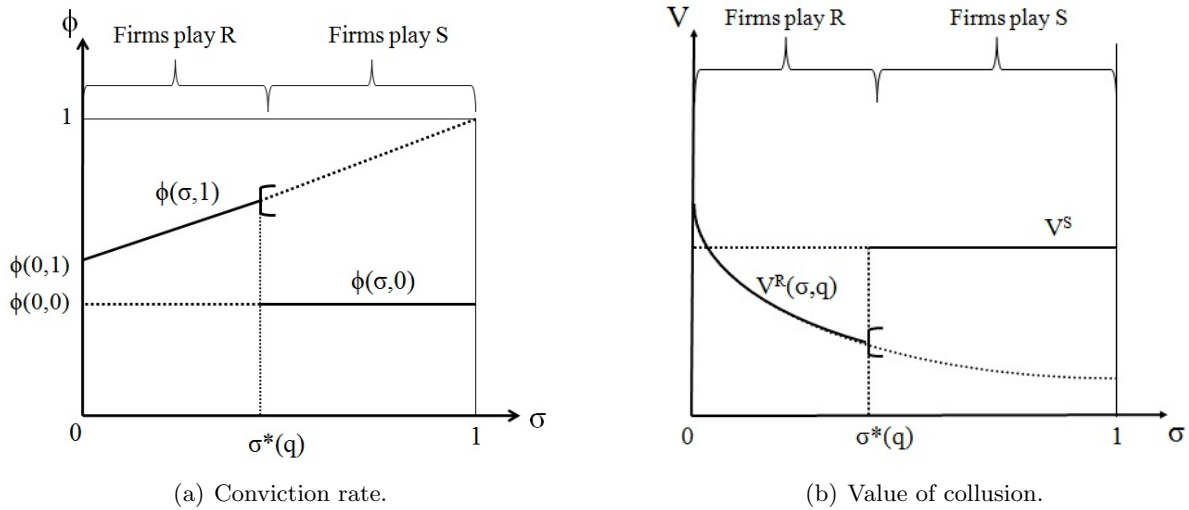 ϕ
Firms play R
Firms play S
1
ϕ(σ,1)
ϕ(0,1)
ϕ(0,0)
ϕ(σ,0)
0
σ*(q)
1
σ
(a) Conviction rate.
V
Firms play R
Firms play S
V^S
V^R(σ,q)
0
σ*(q)
1
σ
(b) Value of collusion.